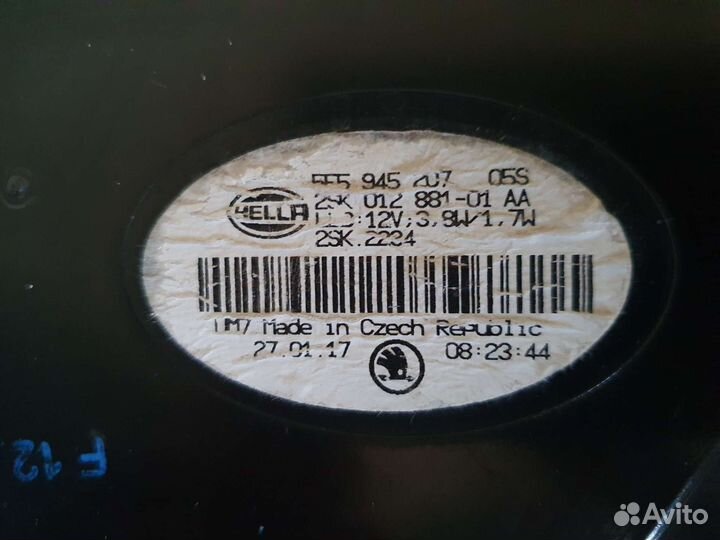 5E5 945 207 05S
HELLA
2SK 012 881-01 AA
LED:12V;3,8W/1,7W
2SK.2234
Made in Czech Republic
27.01.17 08:23:44
F 12
Avito